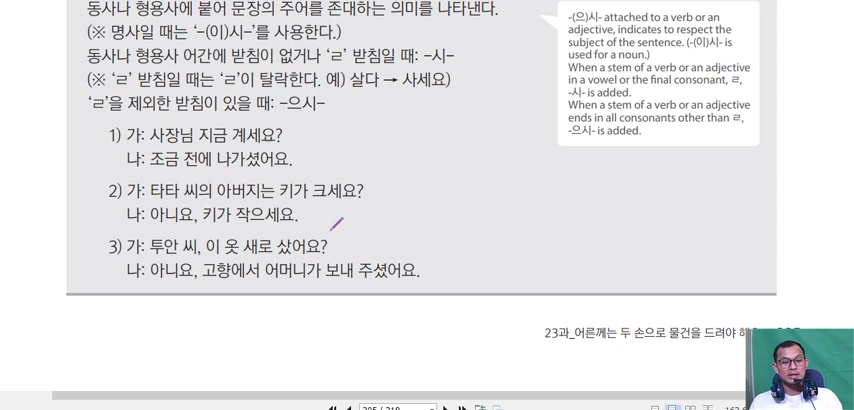 동사나 형용사에 붙어 문장의 주어를 존대하는 의미를 나타낸다.
(※ 명사일 때는 ‘-(이)시-’를 사용한다.)
동사나 형용사 어간에 받침이 없거나 ‘ㄹ’ 받침일 때: -시-
(※ ‘ㄹ’ 받침일 때는 ‘ㄹ’이 탈락한다. 예) 살다 → 사세요)
‘ㄹ’을 제외한 받침이 있을 때: -으시-
1) 가: 사장님 지금 계세요?
나: 조금 전에 나가셨어요.
2) 가: 타타 씨의 아버지는 키가 크세요?
나: 아니요, 키가 작으세요.
3) 가: 투안 씨, 이 옷 새로 샀어요?
나: 아니요, 고향에서 어머니가 보내 주셨어요.
-(으)시- attached to a verb or an
adjective, indicates to respect the
subject of the sentence. (-(이)시- is
used for a noun.)
When a stem of a verb or an adjective
in a vowel or the final consonant, ㄹ,
-시- is added.
When a stem of a verb or an adjective
ends in all consonants other than ㄹ,
-으시- is added.
23과_어른께는 두 손으로 물건을 드려야
205 / 218